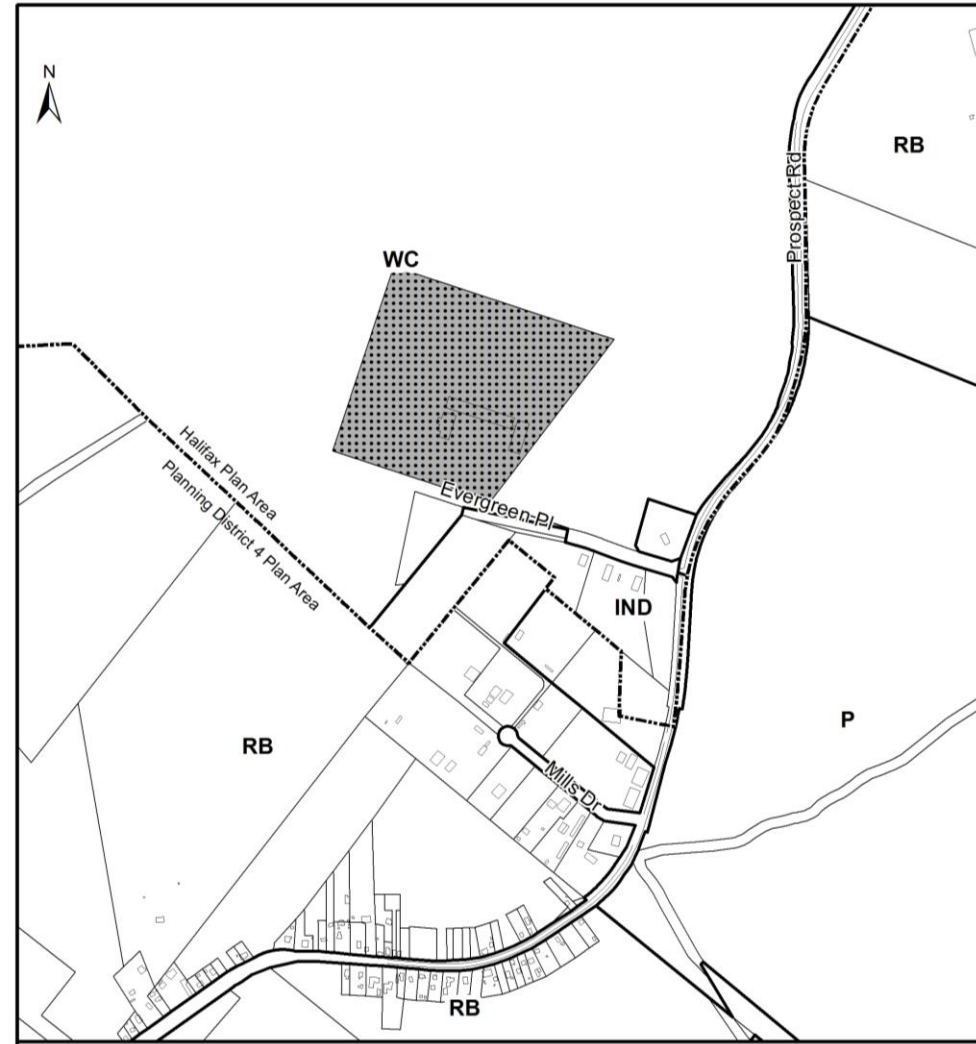 N
RB
Prospect Rd
WC
Halifax Plan Area
Planning District 4 Plan Area
Evergreen Pl
IND
P
RB
Mills Dr
RB